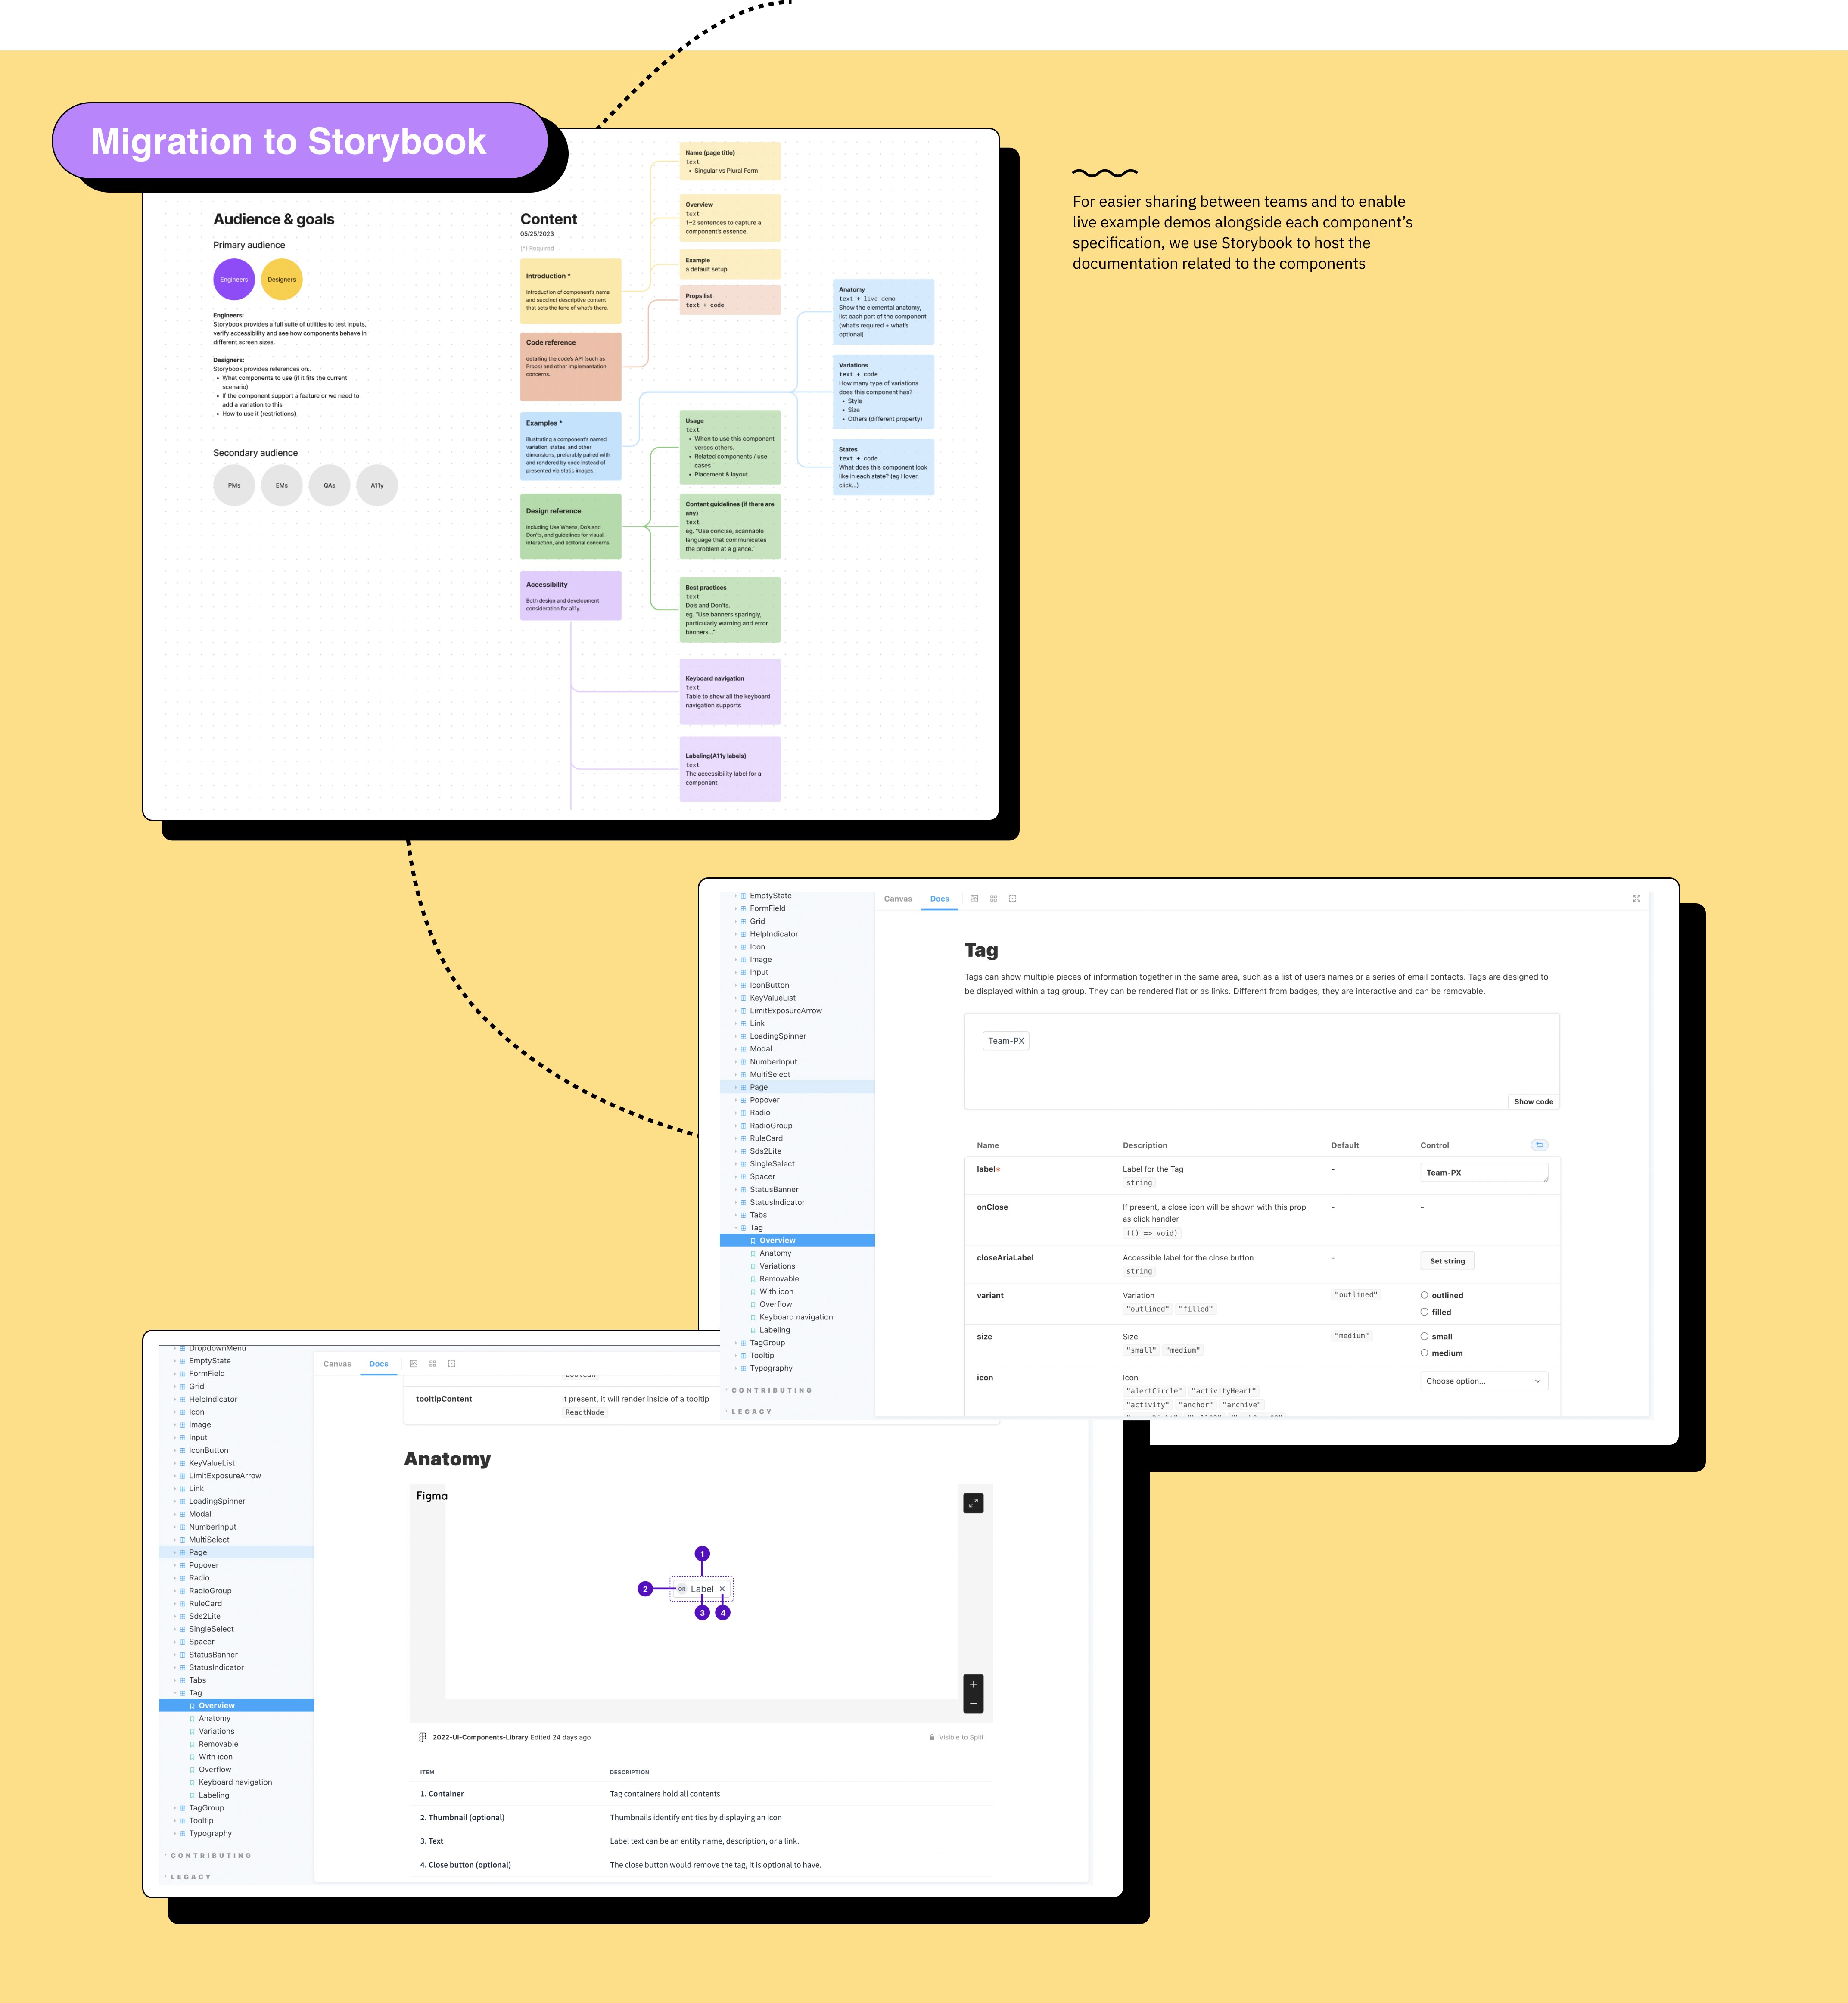 Migration to Storybook
For easier sharing between teams and to enable
live example demos alongside each component's
specification, we use Storybook to host the
documentation related to the components
Audience & goals
Primary audience
Engineers
Designers
Engineers:
Storybook provides a full suite of utilities to test inputs,
verify accessibility and see how components behave in
different screen sizes.
Designers:
Storybook provides references on..
• What components to use (if it fits the current
scenario)
• If the component support a feature or we need to
add a variation to this
• How to use it (restrictions)
Secondary audience
PMs
EMs
QAs
A11y
Content
05/25/2023
(*) Required
Introduction *
Introduction of component's name
and succinct descriptive content
that sets the tone of what's there.
Code reference
detailing the code's API (such as
Props) and other implementation
concerns.
Examples *
illustrating a component's named
variation, states, and other
dimensions, preferably paired with
and rendered by code instead of
presented via static images.
Design reference
including Use Whens, Do's and
Don'ts, and guidelines for visual,
interaction, and editorial concerns.
Accessibility
Both design and development
consideration for a11y.
Name (page title)
text
• Singular vs Plural Form
Overview
text
1–2 sentences to capture a
component's essence.
Example
a default setup
Props list
text + code
Usage
text
• When to use this component
verses others.
• Related components / use
cases
• Placement & layout
Content guidelines (if there are
any)
text
eg. "Use concise, scannable
language that communicates
the problem at a glance."
Best practices
text
Do's and Don'ts.
eg. "Use banners sparingly,
particularly warning and error
banners..."
Keyboard navigation
text
Table to show all the keyboard
navigation supports
Labeling(A11y labels)
text
The accessibility label for a
component
Anatomy
text + live demo
Show the elemental anatomy,
list each part of the component
(what's required + what's
optional)
Variations
text + code
How many type of variations
does this component has?
• Style
• Size
• Others (different property)
States
text + code
What does this component look
like in each state? (eg Hover,
click...)
EmptyState
FormField
Grid
HelpIndicator
Icon
Image
Input
IconButton
KeyValueList
LimitExposureArrow
Link
LoadingSpinner
Modal
NumberInput
MultiSelect
Page
Popover
Radio
RadioGroup
RuleCard
Sds2Lite
SingleSelect
Spacer
StatusBanner
StatusIndicator
Tabs
Tag
Overview
Anatomy
Variations
Removable
With icon
Overflow
Keyboard navigation
Labeling
TagGroup
Tooltip
Typography
CONTRIBUTING
LEGACY
Canvas Docs
Tag
Tags can show multiple pieces of information together in the same area, such as a list of users names or a series of email contacts. Tags are designed to
be displayed within a tag group. They can be rendered flat or as links. Different from badges, they are interactive and can be removable.
Team-PX
Show code
Name Description Default Control
label* Label for the Tag - Team-PX
string
onClose If present, a close icon will be shown with this prop - -
as click handler
(() => void)
closeAriaLabel Accessible label for the close button - Set string
string
variant Variation "outlined" outlined
"outlined" "filled" filled
size Size "medium" small
"small" "medium" medium
icon Icon - Choose option...
"alertCircle" "activityHeart"
"activity" "anchor" "archive"
DropdownMenu
EmptyState
FormField
Grid
HelpIndicator
Icon
Image
Input
IconButton
KeyValueList
LimitExposureArrow
Link
LoadingSpinner
Modal
NumberInput
MultiSelect
Page
Popover
Radio
RadioGroup
RuleCard
Sds2Lite
SingleSelect
Spacer
StatusBanner
StatusIndicator
Tabs
Tag
Overview
Anatomy
Variations
Removable
With icon
Overflow
Keyboard navigation
Labeling
TagGroup
Tooltip
Typography
CONTRIBUTING
LEGACY
Canvas Docs
tooltipContent It present, it will render inside of a tooltip
ReactNode
Anatomy
Figma
1
2
OR Label ×
3 4
2022-UI-Components-Library Edited 24 days ago
Visible to Split
ITEM DESCRIPTION
1. Container Tag containers hold all contents
2. Thumbnail (optional) Thumbnails identify entities by displaying an icon
3. Text Label text can be an entity name, description, or a link.
4. Close button (optional) The close button would remove the tag, it is optional to have.